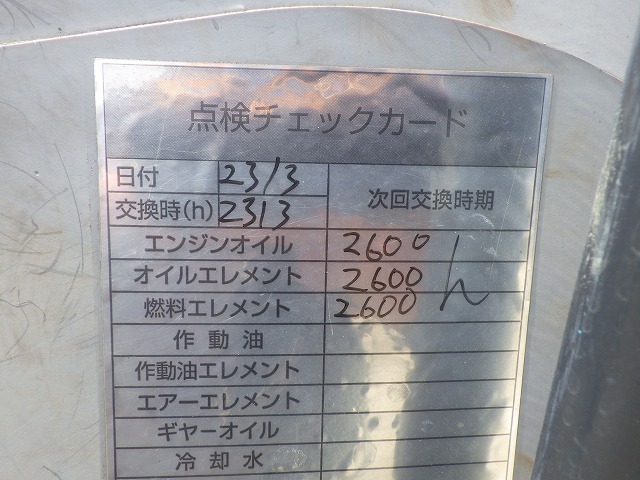 点検チェックカード
日付 23/3
交換時(h) 2313 次回交換時期
エンジンオイル 2600 h
オイルエレメント 2600
燃料エレメント 2600
作動油
作動油エレメント
エアーエレメント
ギヤーオイル
冷却水